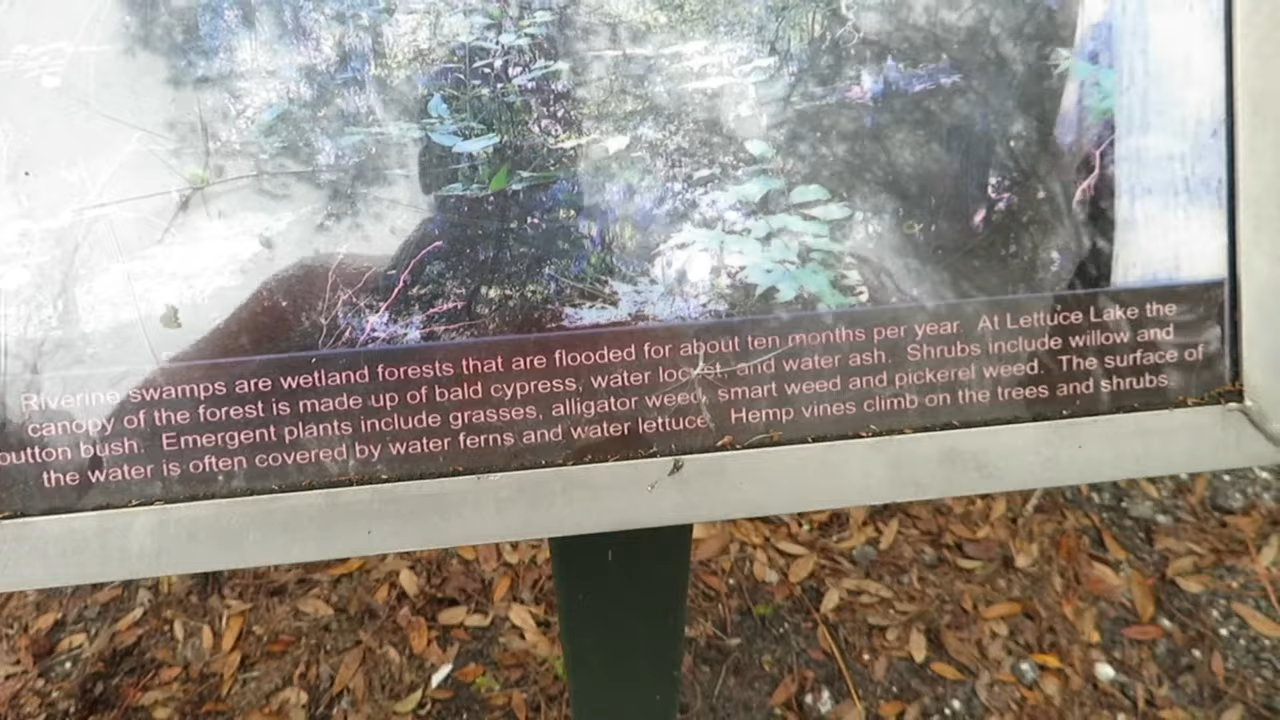 Riverine swamps are wetland forests that are flooded for about ten months per year. At Lettuce Lake the
canopy of the forest is made up of bald cypress, water locust, and water ash. Shrubs include willow and
button bush. Emergent plants include grasses, alligator weed, smart weed and pickerel weed. The surface of
the water is often covered by water ferns and water lettuce. Hemp vines climb on the trees and shrubs.